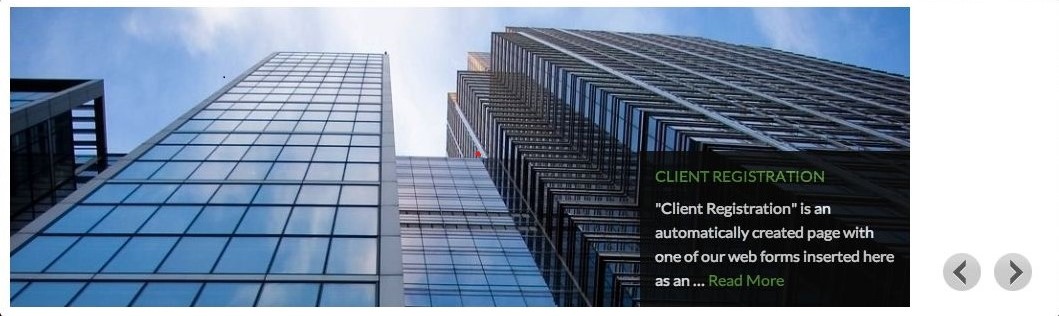 CLIENT REGISTRATION
"Client Registration" is an
automatically created page with
one of our web forms inserted here
as an ... Read More